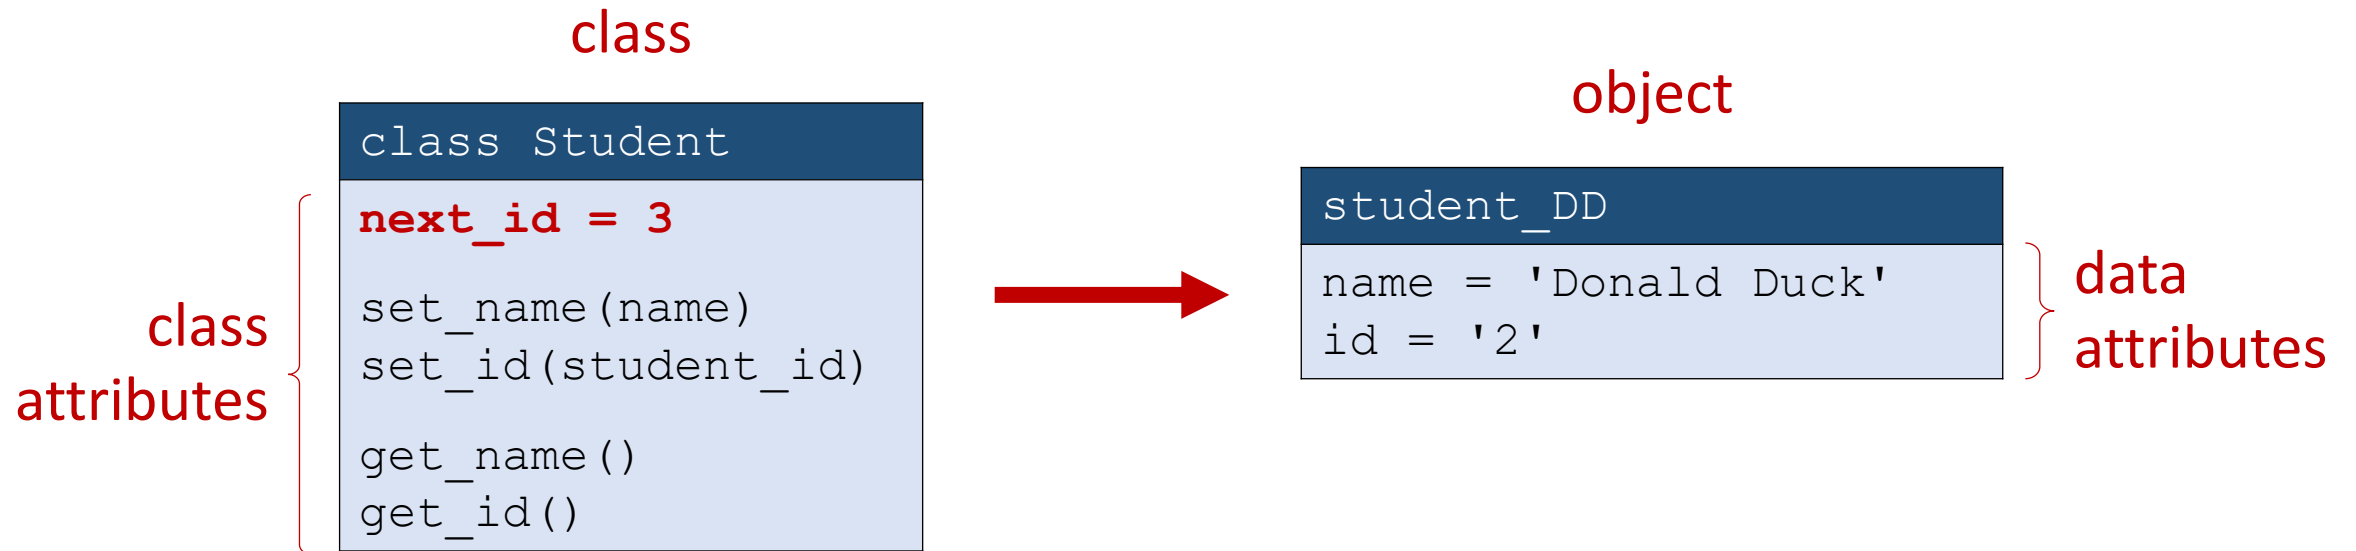 class
class Student
next_id = 3
set_name(name)
set_id(student_id)
get_name()
get_id()
class
attributes
object
student_DD
name = 'Donald Duck'
id = '2'
data
attributes